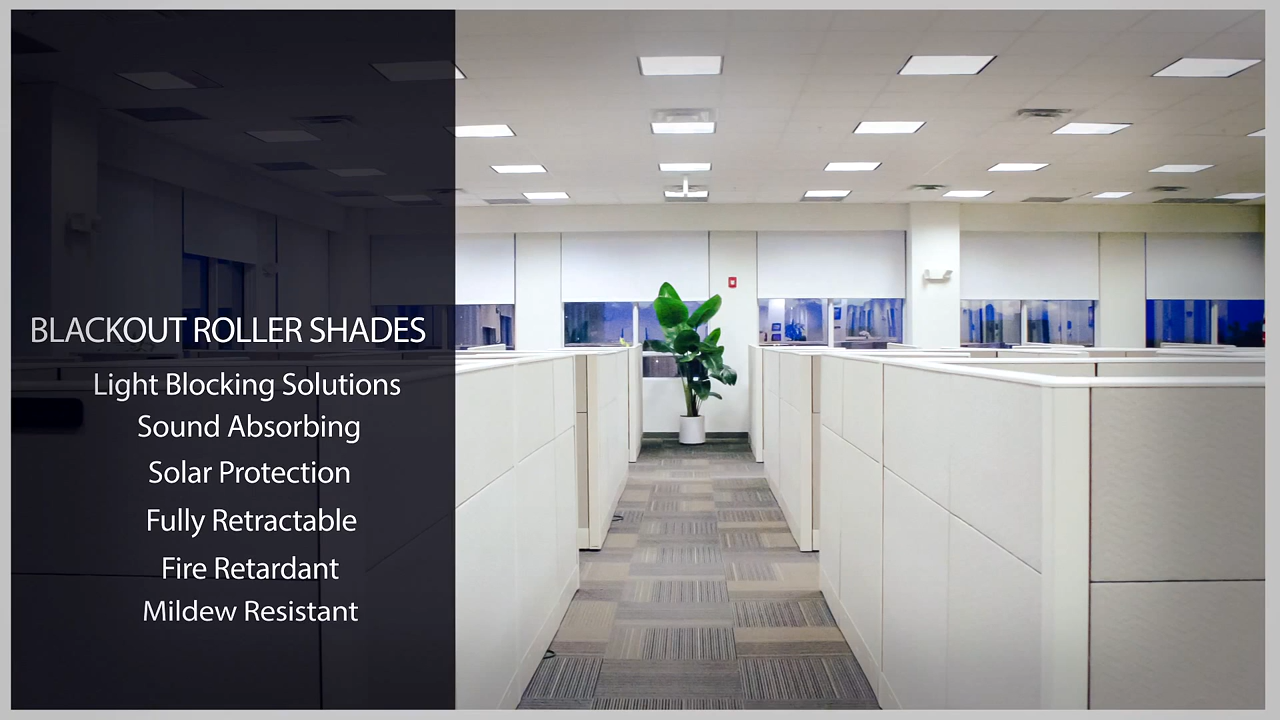 BLACKOUT ROLLER SHADES
Light Blocking Solutions
Sound Absorbing
Solar Protection
Fully Retractable
Fire Retardant
Mildew Resistant